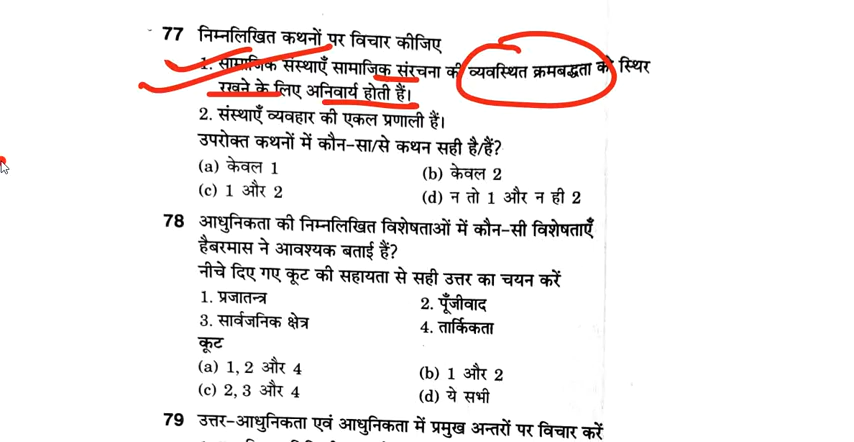 77 निम्नलिखित कथनों पर विचार कीजिए
1. सामाजिक संस्थाएँ सामाजिक संरचना की व्यवस्थित क्रमबद्धता को स्थिर
रखने के लिए अनिवार्य होती हैं।
2. संस्थाएँ व्यवहार की एकल प्रणाली हैं।
उपरोक्त कथनों में कौन-सा/से कथन सही है/हैं?
(a) केवल 1 (b) केवल 2
(c) 1 और 2 (d) न तो 1 और न ही 2
78 आधुनिकता की निम्नलिखित विशेषताओं में कौन-सी विशेषताएँ
हैबरमास ने आवश्यक बताई हैं?
नीचे दिए गए कूट की सहायता से सही उत्तर का चयन करें
1. प्रजातन्त्र 2. पूँजीवाद
3. सार्वजनिक क्षेत्र 4. तार्किकता
कूट
(a) 1, 2 और 4 (b) 1 और 2
(c) 2, 3 और 4 (d) ये सभी
79 उत्तर-आधुनिकता एवं आधुनिकता में प्रमुख अन्तरों पर विचार करें